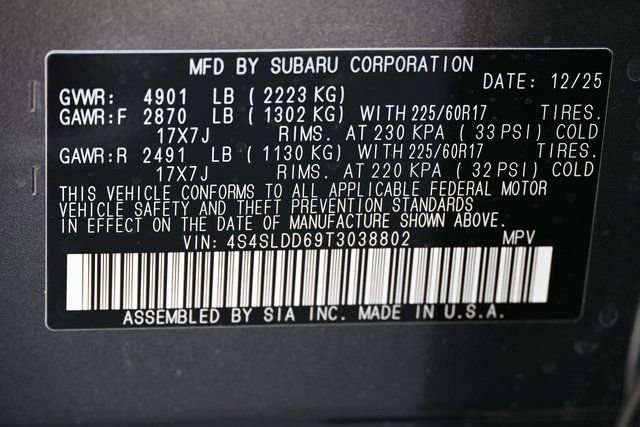 MFD BY SUBARU CORPORATION
DATE: 12/25
GVWR: 4901 LB ( 2223 KG)
GAWR:F 2870 LB ( 1302 KG) WITH 225/60R17 TIRES.
17X7J RIMS. AT 230 KPA ( 33 PSI) COLD
GAWR:R 2491 LB ( 1130 KG) WITH 225/60R17 TIRES.
17X7J RIMS. AT 220 KPA ( 32 PSI) COLD
THIS VEHICLE CONFORMS TO ALL APPLICABLE FEDERAL MOTOR
VEHICLE SAFETY AND THEFT PREVENTION STANDARDS
IN EFFECT ON THE DATE OF MANUFACTURE SHOWN ABOVE.
VIN: 4S4SLDD69T3038802 MPV
ASSEMBLED BY SIA INC. MADE IN U.S.A.